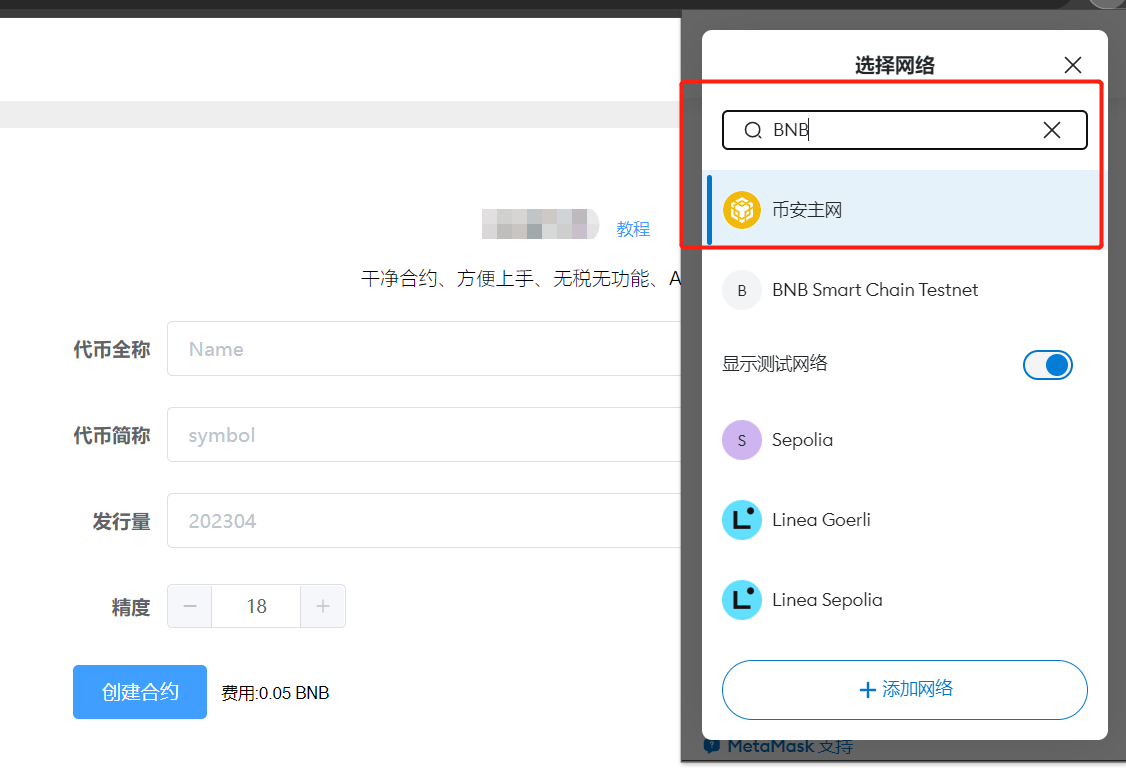 教程
干净合约、方便上手、无税无功能、A
代币全称
Name
代币简称
symbol
发行量
202304
精度
18
创建合约
费用:0.05 BNB
选择网络
BNB
币安主网
B
BNB Smart Chain Testnet
显示测试网络
S
Sepolia
Linea Goerli
Linea Sepolia
添加网络
MetaMask 支持